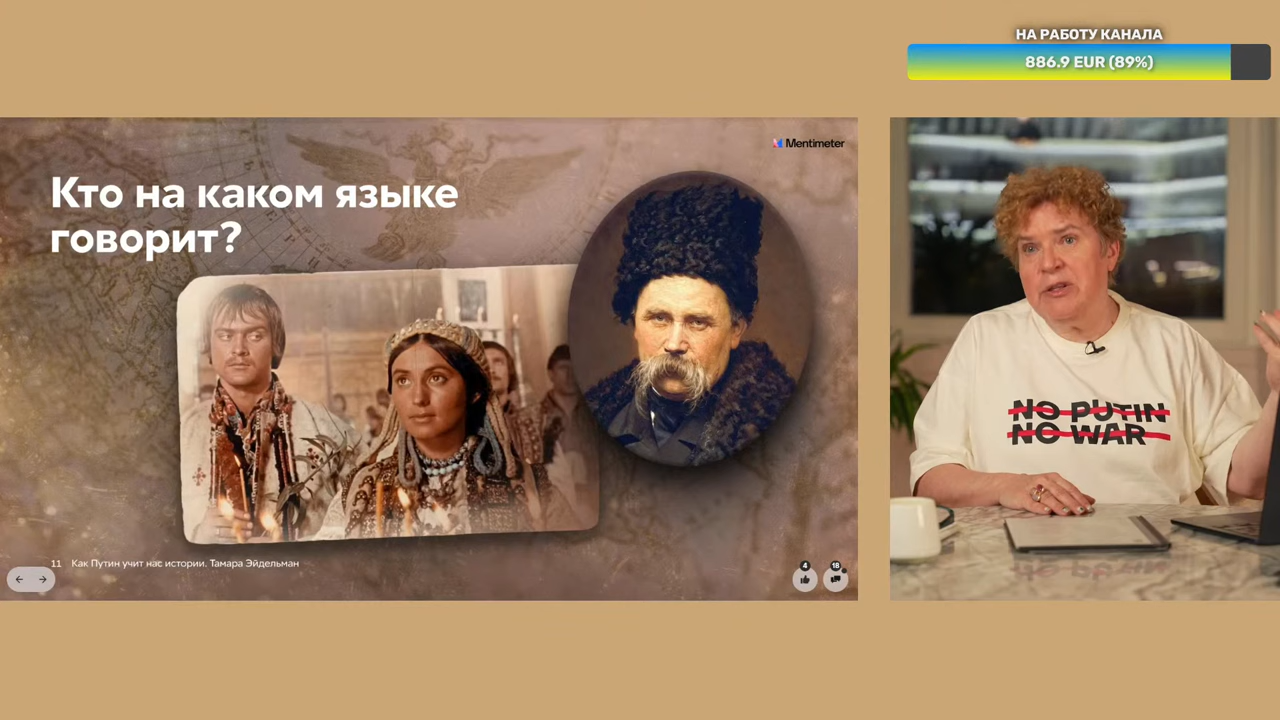 НА РАБОТУ КАНАЛА
886.9 EUR (89%)
Mentimeter
Кто на каком языке
говорит?
NO PUTIN
NO WAR
11 Как Путин учит нас истории. Тамара Эйдельман
4
18